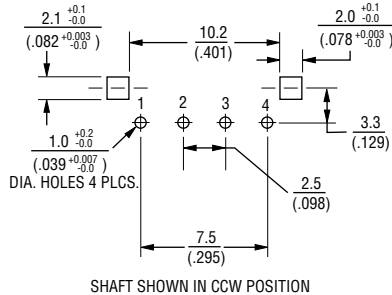 2.1 +0.1 -0.0
(.082 +0.003 -0.0)
10.2
(.401)
2.0 +0.1 -0.0
(.078 +0.003 -0.0)
1 2 3 4
1.0 +0.2 -0.0
(.039 +0.007 -0.0)
DIA. HOLES 4 PLCS.
3.3
(.129)
2.5
(.098)
7.5
(.295)
SHAFT SHOWN IN CCW POSITION